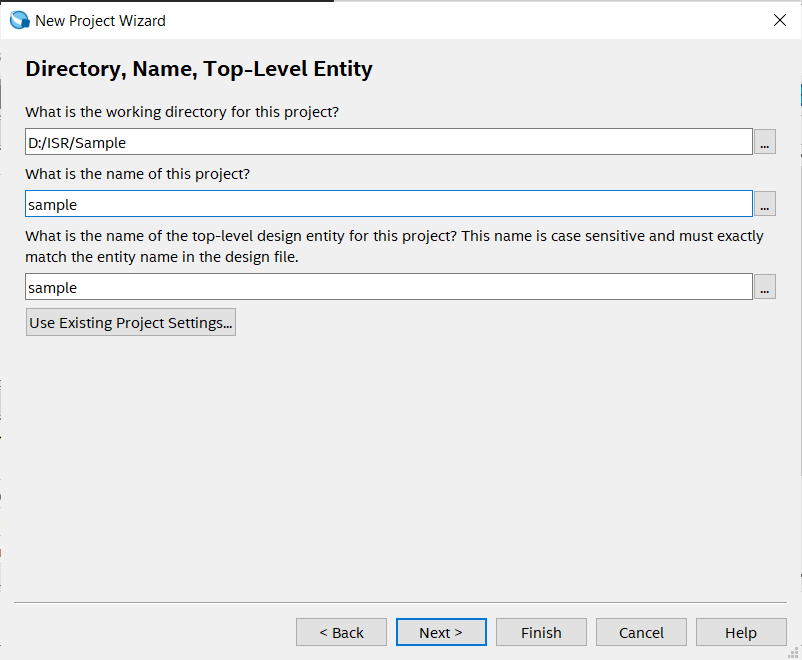 New Project Wizard
Directory, Name, Top-Level Entity
What is the working directory for this project?
D:/ISR/Sample
...
What is the name of this project?
sample
...
What is the name of the top-level design entity for this project? This name is case sensitive and must exactly
match the entity name in the design file.
sample
...
Use Existing Project Settings...
< Back
Next >
Finish
Cancel
Help